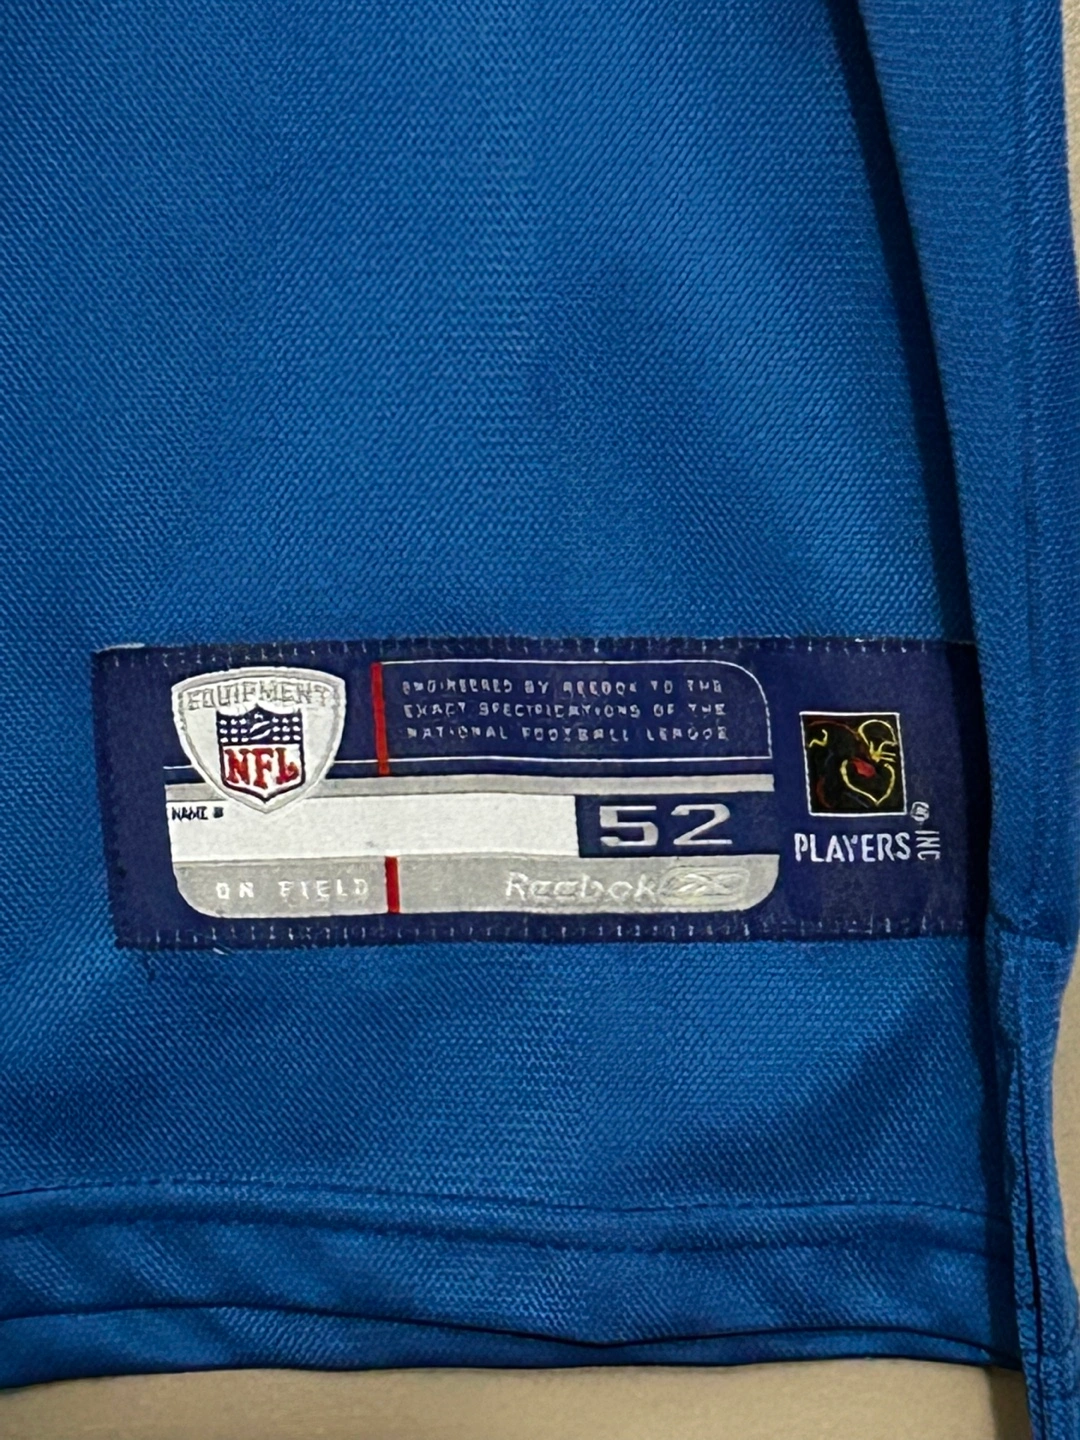 EQUIPMENT
NFL
ENGINEERED BY REEBOK TO THE
EXACT SPECIFICATIONS OF THE
NATIONAL FOOTBALL LEAGUE
NAME #
52
ON FIELD
Reebok
PLAYERS INC ®